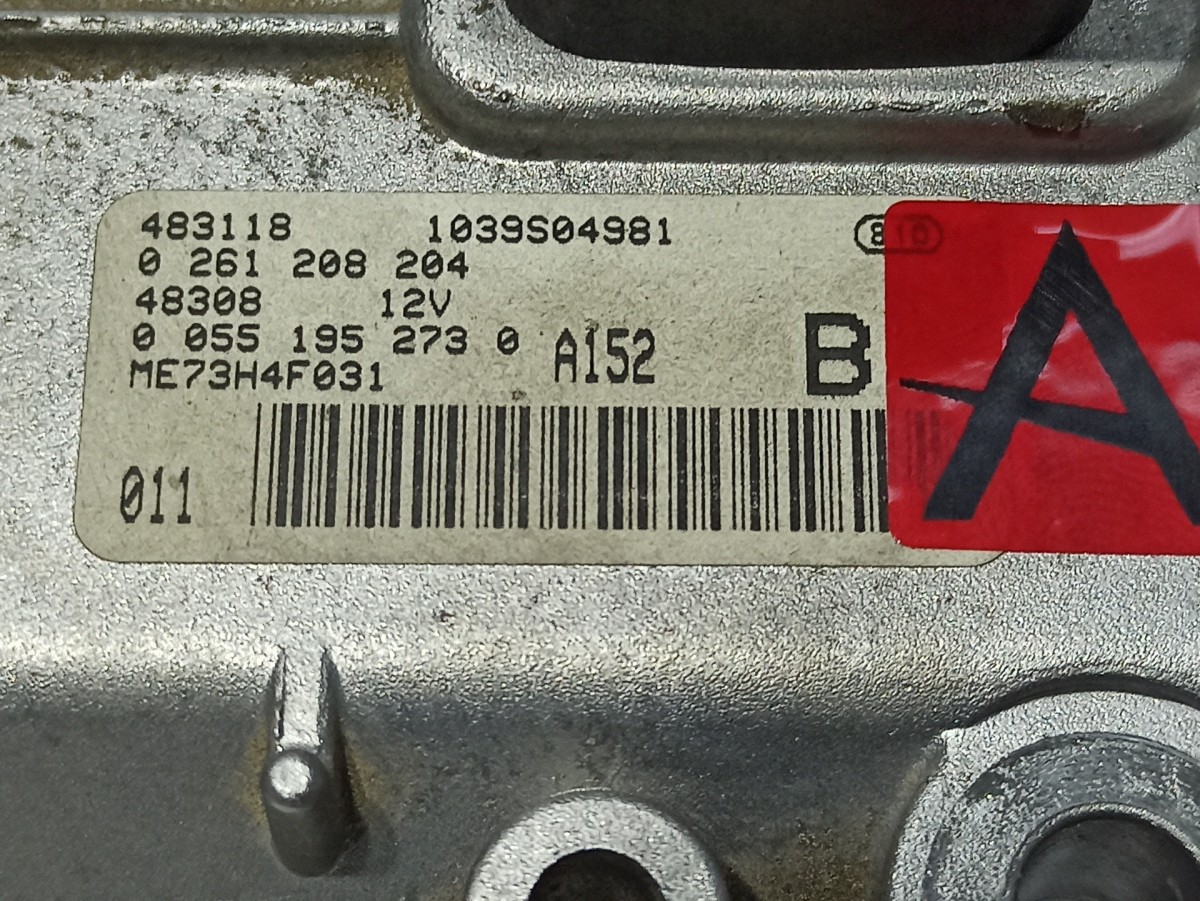 483118 1039S04981
0 261 208 204
48308 12V
0 055 195 273 0 A152 B
ME73H4F031
011
A